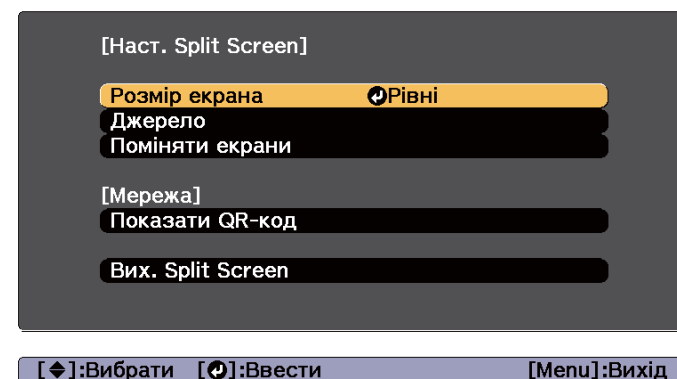 [Наст. Split Screen]
Розмір екрана Рівні
Джерело
Поміняти екрани
[Мережа]
Показати QR-код
Вих. Split Screen
[]:Вибрати []:Ввести [Menu]:Вихід